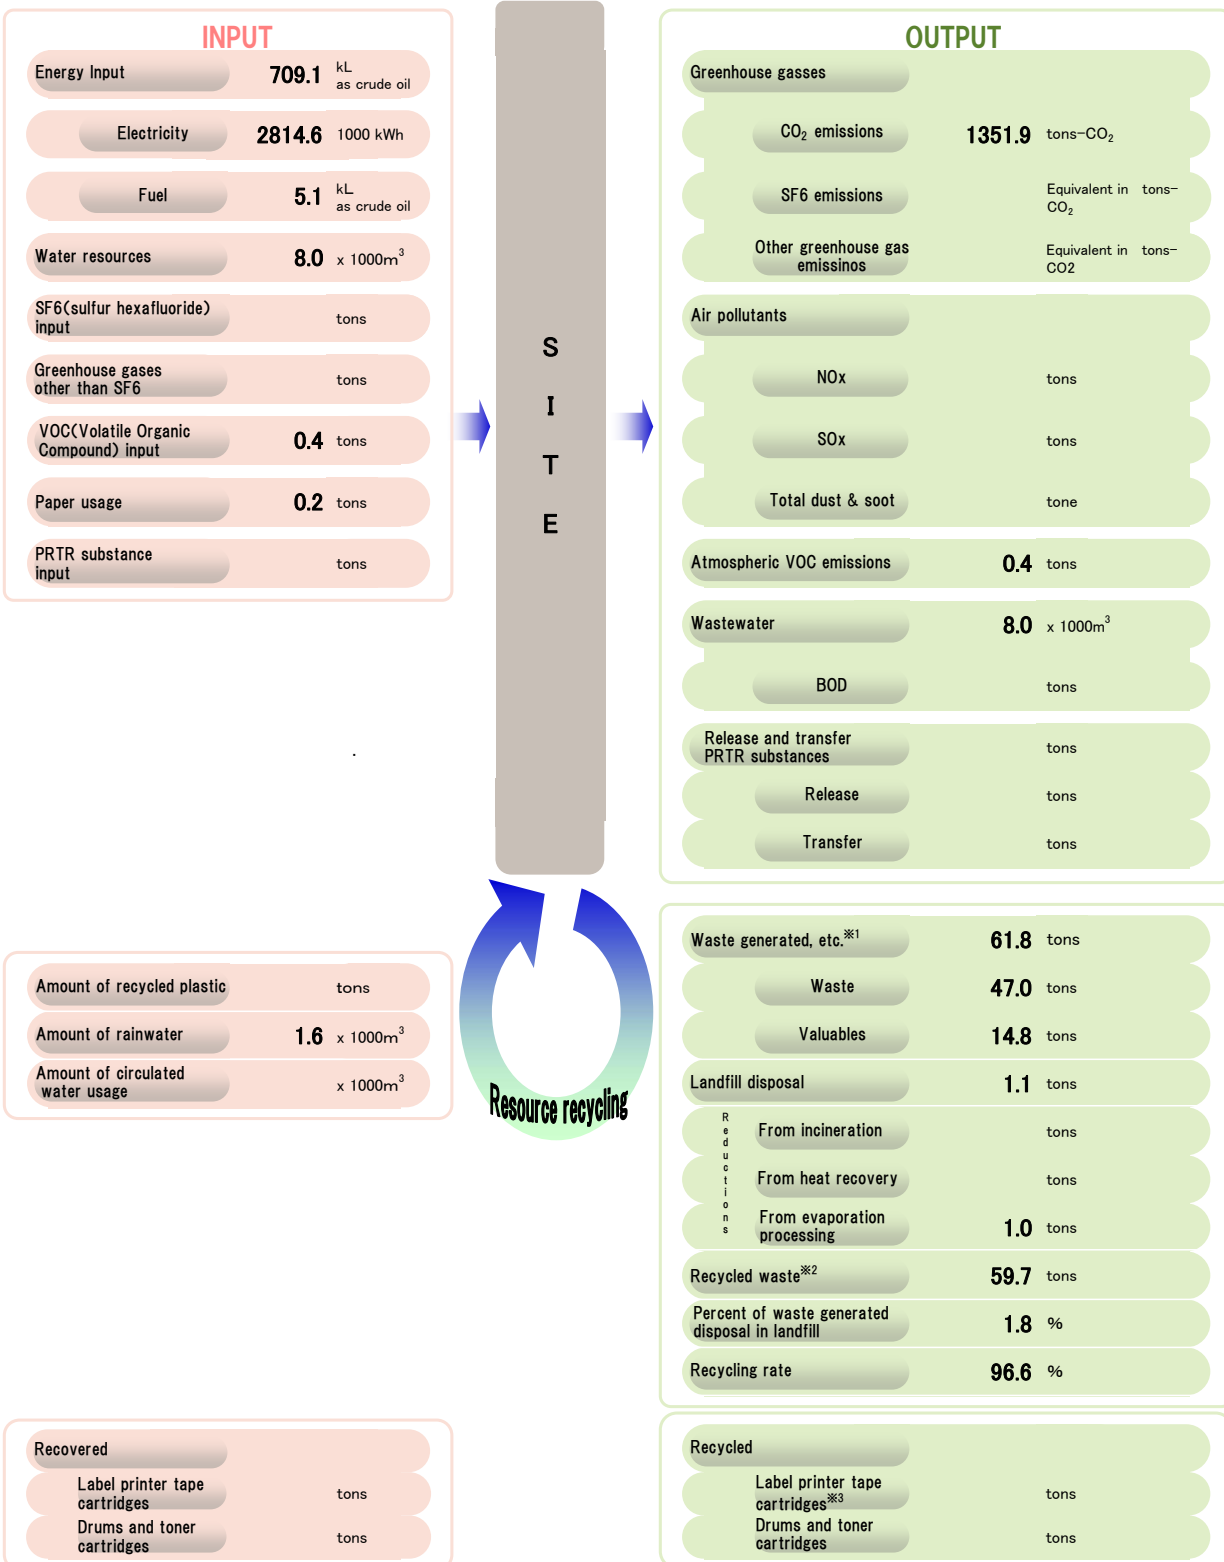 INPUT
Energy Input 709.1 kL
as crude oil
Electricity 2814.6 1000 kWh
Fuel 5.1 kL
as crude oil
Water resources 8.0 x 1000m³
SF6(sulfur hexafluoride)
input tons
Greenhouse gases
other than SF6 tons
VOC(Volatile Organic
Compound) input 0.4 tons
Paper usage 0.2 tons
PRTR substance
input tons
S
I
T
E
OUTPUT
Greenhouse gasses
CO₂ emissions 1351.9 tons-CO₂
SF6 emissions Equivalent in tons-
CO₂
Other greenhouse gas
emissinos Equivalent in tons-
CO2
Air pollutants
NOx tons
SOx tons
Total dust & soot tone
Atmospheric VOC emissions 0.4 tons
Wastewater 8.0 x 1000m³
BOD tons
Release and transfer
PRTR substances tons
Release tons
Transfer tons
Amount of recycled plastic tons
Amount of rainwater 1.6 x 1000m³
Amount of circulated
water usage x 1000m³
Resource recycling
Waste generated, etc.※1 61.8 tons
Waste 47.0 tons
Valuables 14.8 tons
Landfill disposal 1.1 tons
Reductions
From incineration tons
From heat recovery tons
From evaporation
processing 1.0 tons
Recycled waste※2 59.7 tons
Percent of waste generated
disposal in landfill 1.8 %
Recycling rate 96.6 %
Recovered
Label printer tape
cartridges tons
Drums and toner
cartridges tons
Recycled
Label printer tape
cartridges※3 tons
Drums and toner
cartridges tons